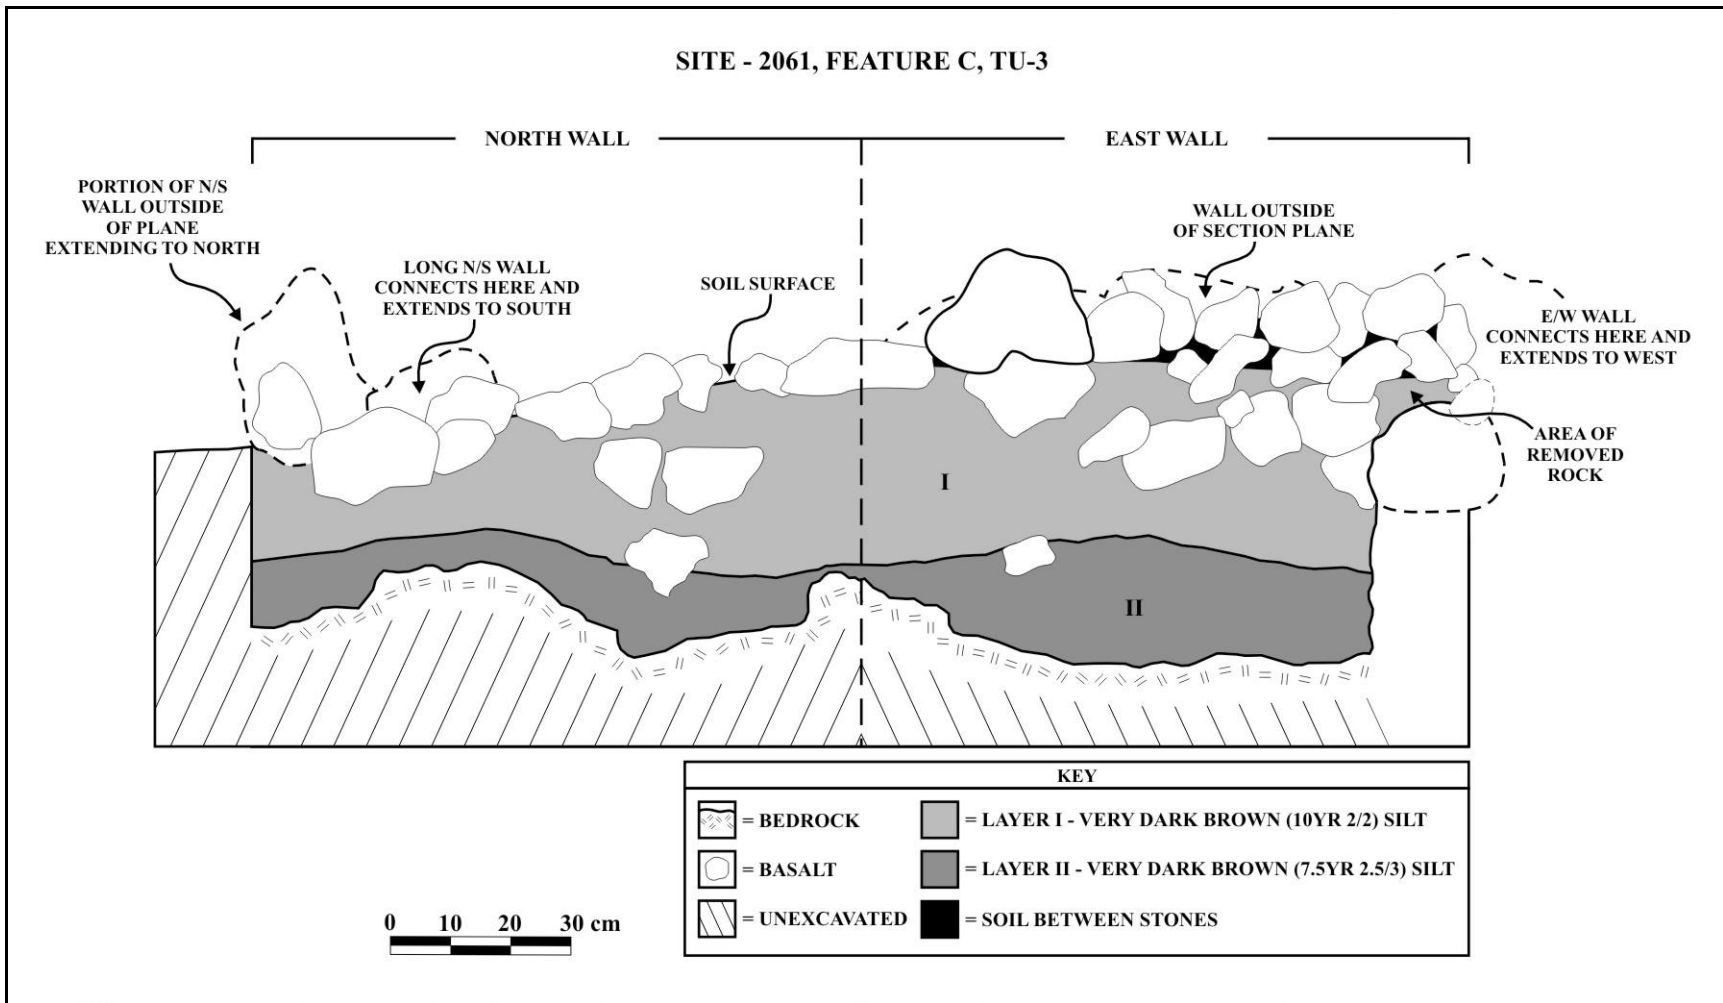 SITE - 2061, FEATURE C, TU-3
NORTH WALL
EAST WALL
PORTION OF N/S
WALL OUTSIDE
OF PLANE
EXTENDING TO NORTH
LONG N/S WALL
CONNECTS HERE AND
EXTENDS TO SOUTH
SOIL SURFACE
WALL OUTSIDE
OF SECTION PLANE
E/W WALL
CONNECTS HERE AND
EXTENDS TO WEST
AREA OF
REMOVED
ROCK
I
II
KEY
= BEDROCK
= LAYER I - VERY DARK BROWN (10YR 2/2) SILT
= BASALT
= LAYER II - VERY DARK BROWN (7.5YR 2.5/3) SILT
= UNEXCAVATED
= SOIL BETWEEN STONES
0 10 20 30 cm